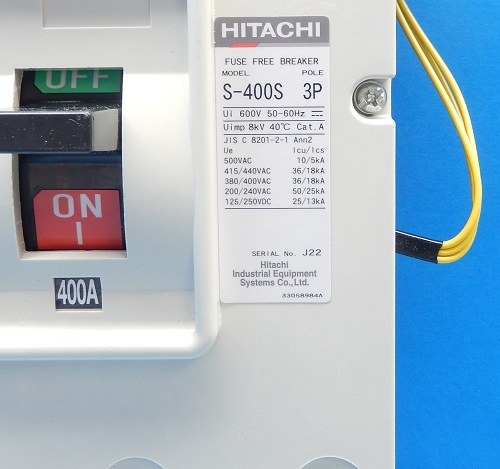 OFF
ON
I
400A
HITACHI
FUSE FREE BREAKER
MODEL POLE
S-400S 3P
Ui 600V 50-60Hz ⎓
Uimp 8kV 40℃ Cat.A
JIS C 8201-2-1 Ann2
Ue Icu/Ics
500VAC 10/5kA
415/440VAC 36/18kA
380/400VAC 36/18kA
200/240VAC 50/25kA
125/250VDC 25/13kA
SERIAL No. J22
Hitachi
Industrial Equipment
Systems Co.,Ltd.
33058984A